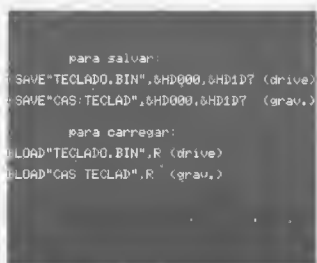 para salvar:
SAVE"TECLADO.BIN",&HD000,&HD1D7 (drive)
SAVE"CAS:TECLAD",&HD000,&HD1D7 (grav.)
para carregar:
LOAD"TECLADO.BIN",R (drive)
LOAD"CAS TECLAD",R (grav.)